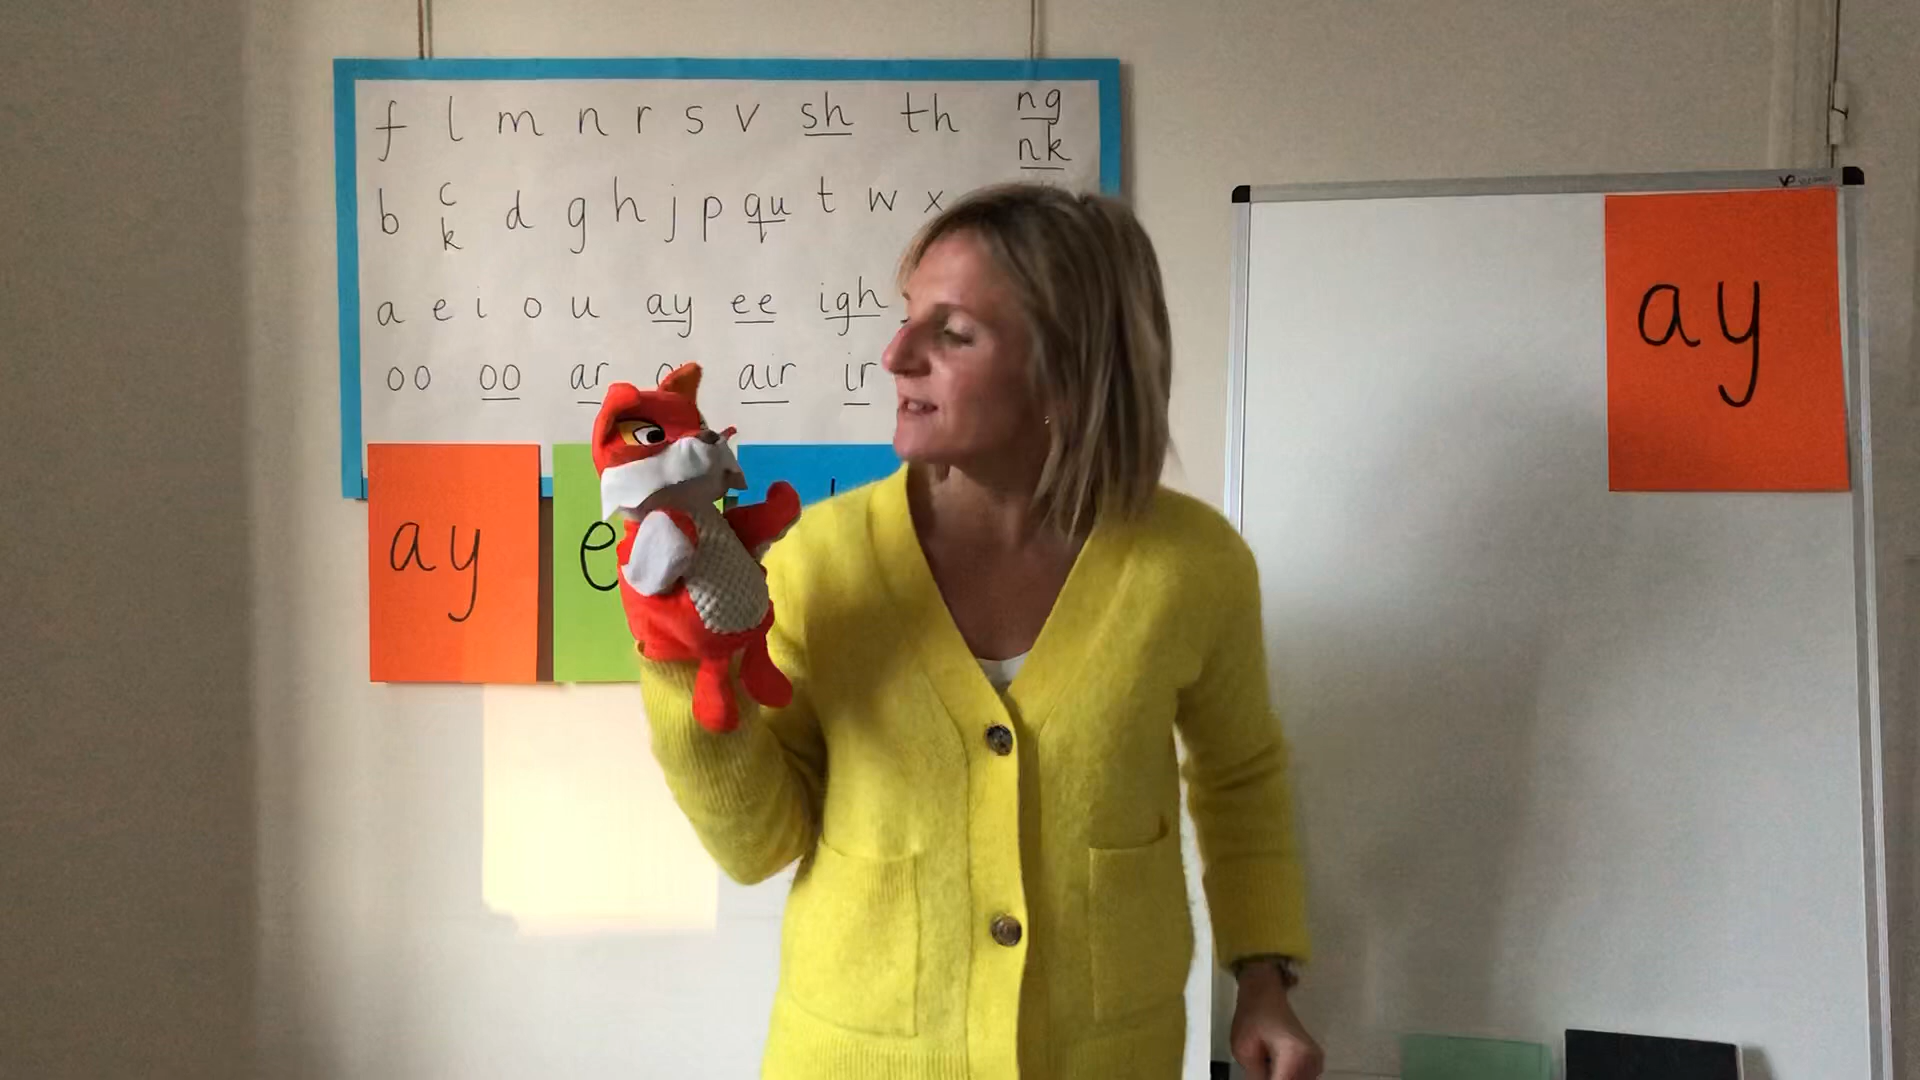 f l m n r s v sh th ng
nk
b c d g h j p qu t w x
k
a e i o u ay ee igh
oo oo ar air ir
ay
e
ay